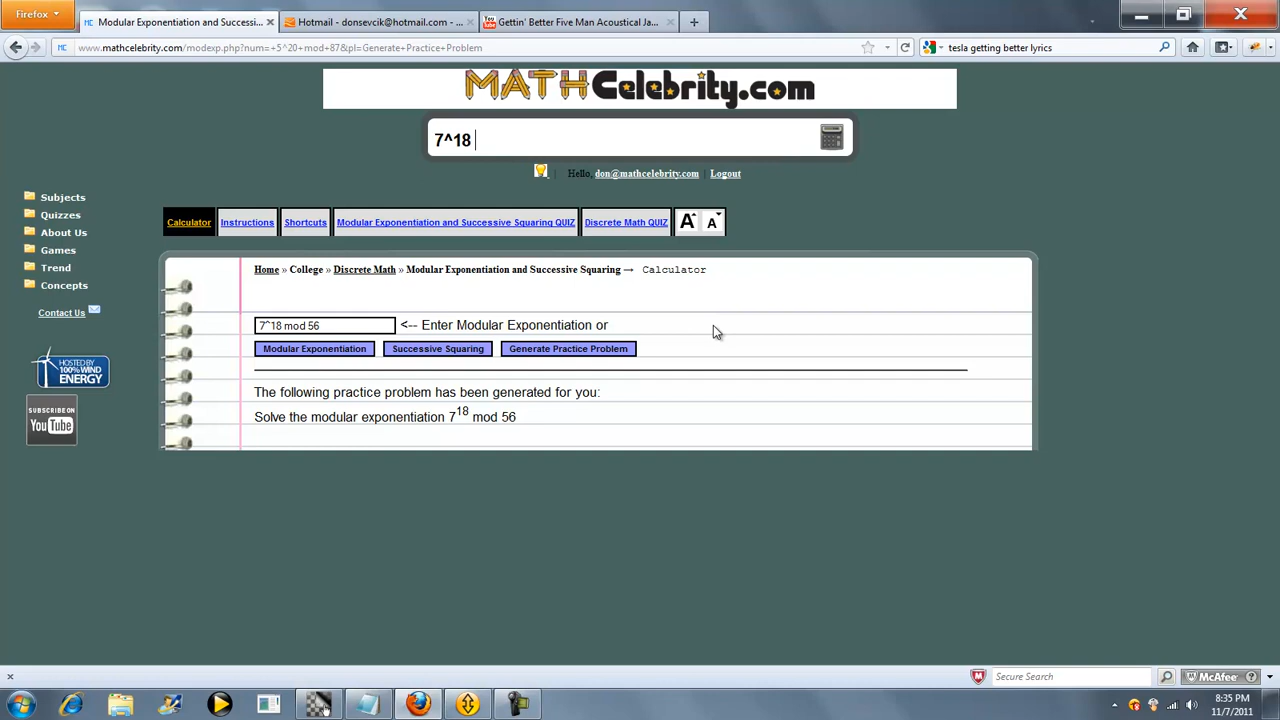 Firefox
Modular Exponentiation and Successi...
Hotmail - donsevcik@hotmail.com - ...
Gettin' Better Five Man Acoustical Ja...
www.mathcelebrity.com/modexp.php?num=+5^20+mod+87&pl=Generate+Practice+Problem
tesla getting better lyrics
MATHCelebrity.com
7^18
Hello, don@mathcelebrity.com | Logout
Subjects
Quizzes
About Us
Games
Trend
Concepts
Contact Us
HOSTED BY
100% WIND
ENERGY
SUBSCRIBE ON
YouTube
Calculator
Instructions
Shortcuts
Modular Exponentiation and Successive Squaring QUIZ
Discrete Math QUIZ
A A
Home » College » Discrete Math » Modular Exponentiation and Successive Squaring → Calculator
7^18 mod 56 <-- Enter Modular Exponentiation or
Modular Exponentiation Successive Squaring Generate Practice Problem
The following practice problem has been generated for you:
Solve the modular exponentiation 7^18 mod 56
Secure Search
McAfee
8:35 PM
11/7/2011